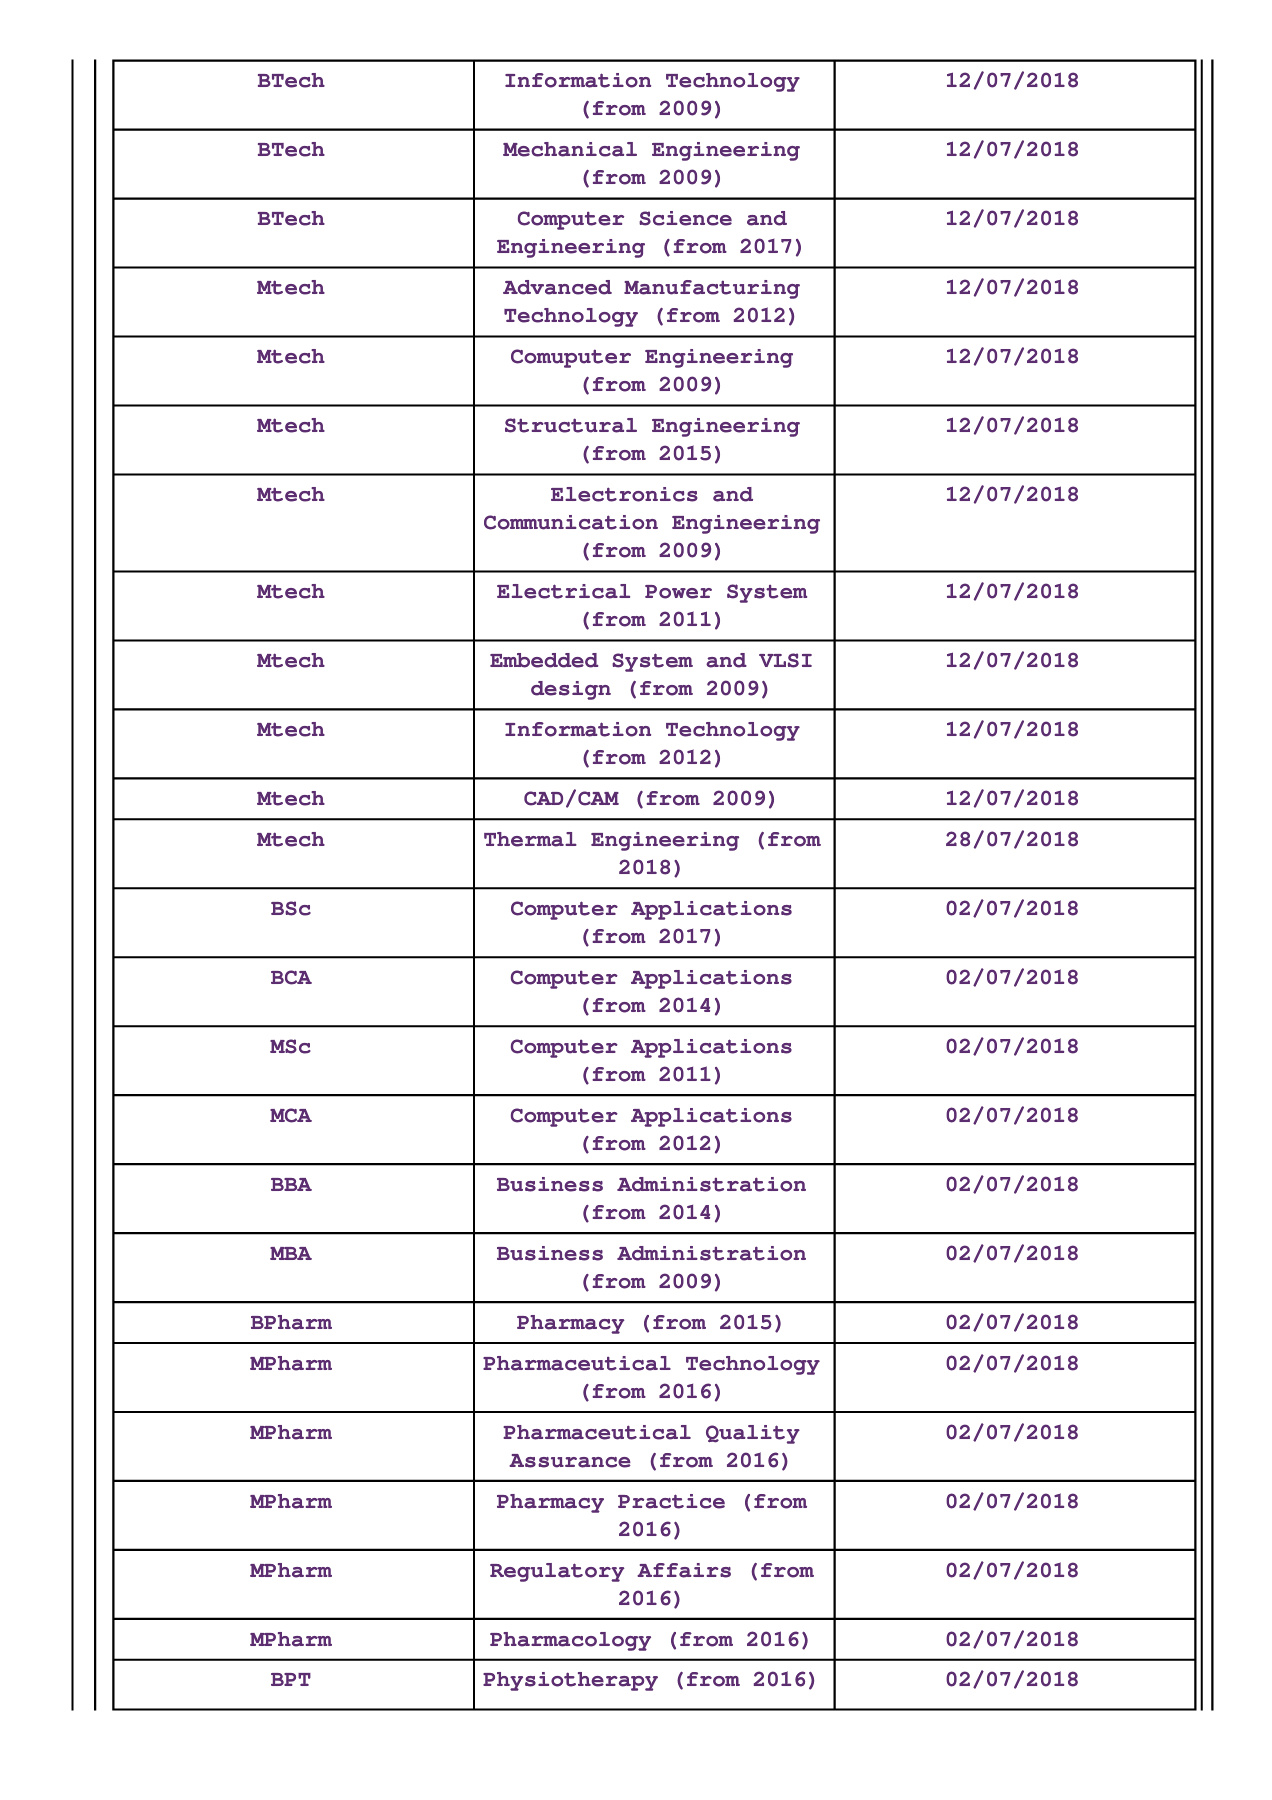 BTech Information Technology 12/07/2018
(from 2009)
BTech Mechanical Engineering 12/07/2018
(from 2009)
BTech Computer Science and 12/07/2018
Engineering (from 2017)
Mtech Advanced Manufacturing 12/07/2018
Technology (from 2012)
Mtech Comuputer Engineering 12/07/2018
(from 2009)
Mtech Structural Engineering 12/07/2018
(from 2015)
Mtech Electronics and 12/07/2018
Communication Engineering
(from 2009)
Mtech Electrical Power System 12/07/2018
(from 2011)
Mtech Embedded System and VLSI 12/07/2018
design (from 2009)
Mtech Information Technology 12/07/2018
(from 2012)
Mtech CAD/CAM (from 2009) 12/07/2018
Mtech Thermal Engineering (from 28/07/2018
2018)
BSc Computer Applications 02/07/2018
(from 2017)
BCA Computer Applications 02/07/2018
(from 2014)
MSc Computer Applications 02/07/2018
(from 2011)
MCA Computer Applications 02/07/2018
(from 2012)
BBA Business Administration 02/07/2018
(from 2014)
MBA Business Administration 02/07/2018
(from 2009)
BPharm Pharmacy (from 2015) 02/07/2018
MPharm Pharmaceutical Technology 02/07/2018
(from 2016)
MPharm Pharmaceutical Quality 02/07/2018
Assurance (from 2016)
MPharm Pharmacy Practice (from 02/07/2018
2016)
MPharm Regulatory Affairs (from 02/07/2018
2016)
MPharm Pharmacology (from 2016) 02/07/2018
BPT Physiotherapy (from 2016) 02/07/2018